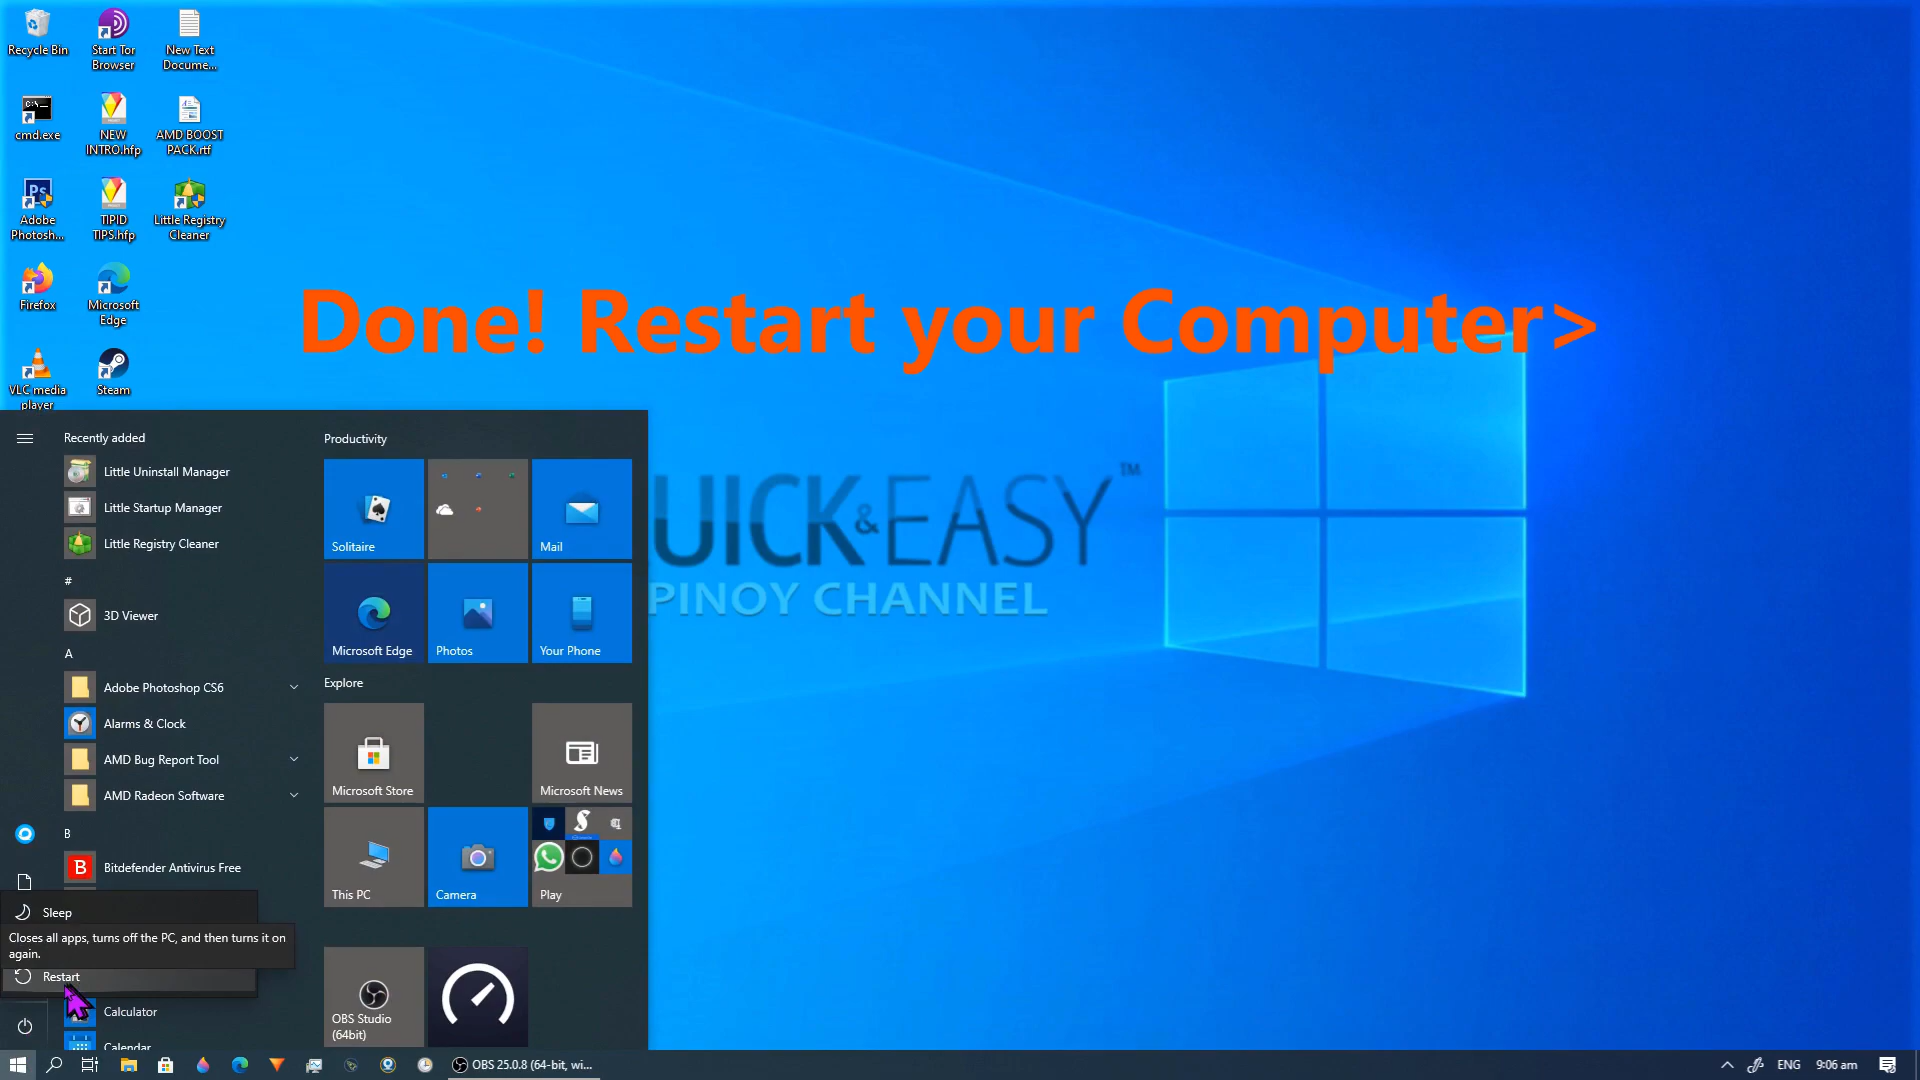 Recycle Bin
Start Tor
Browser
New Text
Docume...
cmd.exe
NEW
INTRO.hfp
AMD BOOST
PACK.rtf
Adobe
Photosh...
TIPID
TIPS.hfp
Little Registry
Cleaner
Firefox
Microsoft
Edge
VLC media
player
Steam
Done! Restart your Computer>
UICK&EASY™
PINOY CHANNEL
Recently added
Little Uninstall Manager
Little Startup Manager
Little Registry Cleaner
#
3D Viewer
A
Adobe Photoshop CS6
Alarms & Clock
AMD Bug Report Tool
AMD Radeon Software
B
Bitdefender Antivirus Free
Sleep
Closes all apps, turns off the PC, and then turns it on
again.
Restart
Calculator
Calendar
Productivity
Solitaire
Mail
Microsoft Edge
Photos
Your Phone
Explore
Microsoft Store
Microsoft News
This PC
Camera
Play
OBS Studio
(64bit)
OBS 25.0.8 (64-bit, wi...
ENG
9:06 am